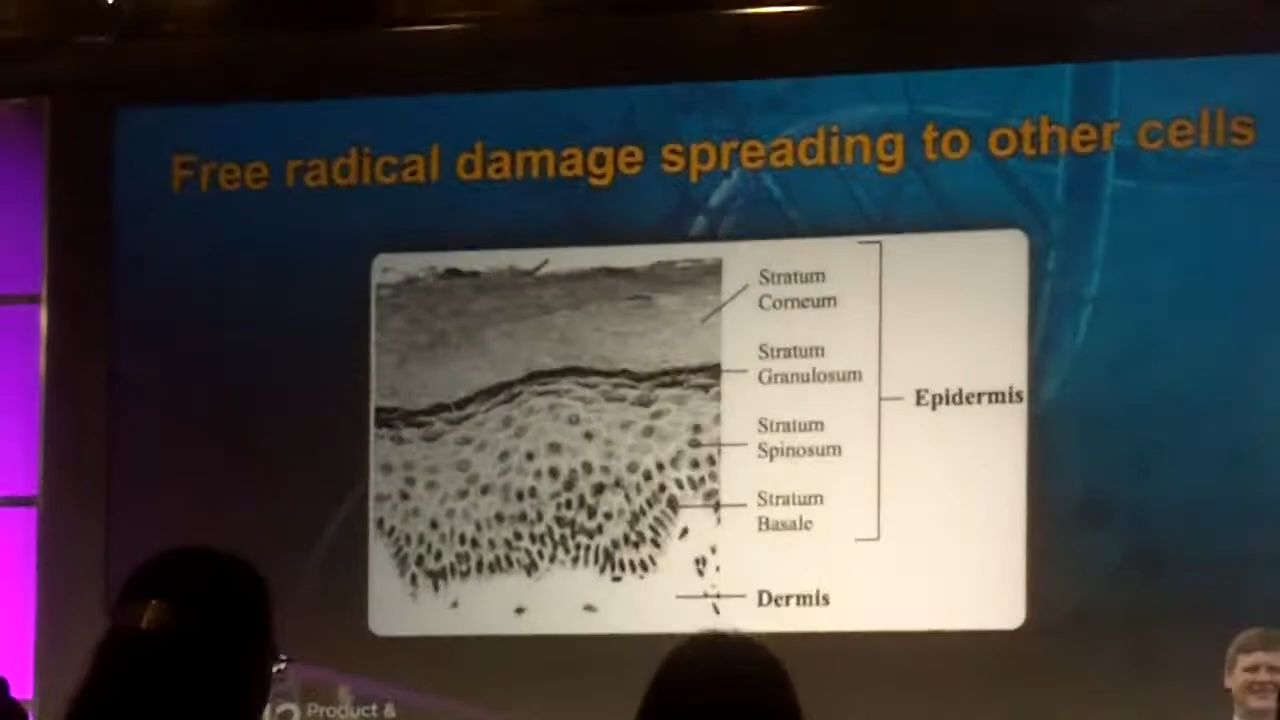 Free radical damage spreading to other cells
Stratum
Corneum
Stratum
Granulosum
Epidermis
Stratum
Spinosum
Stratum
Basale
Dermis
Product &